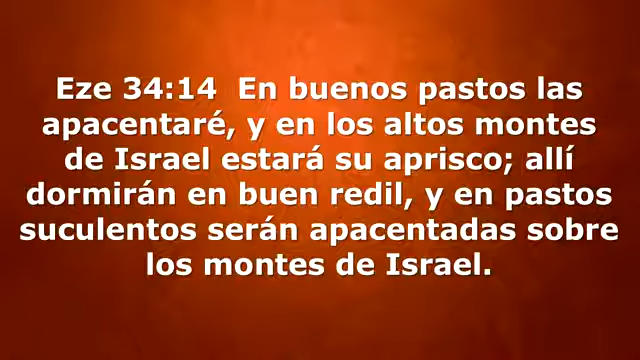 Eze 34:14  En buenos pastos las
apacentaré, y en los altos montes
de Israel estará su aprisco; allí
dormirán en buen redil, y en pastos
suculentos serán apacentadas sobre
los montes de Israel.